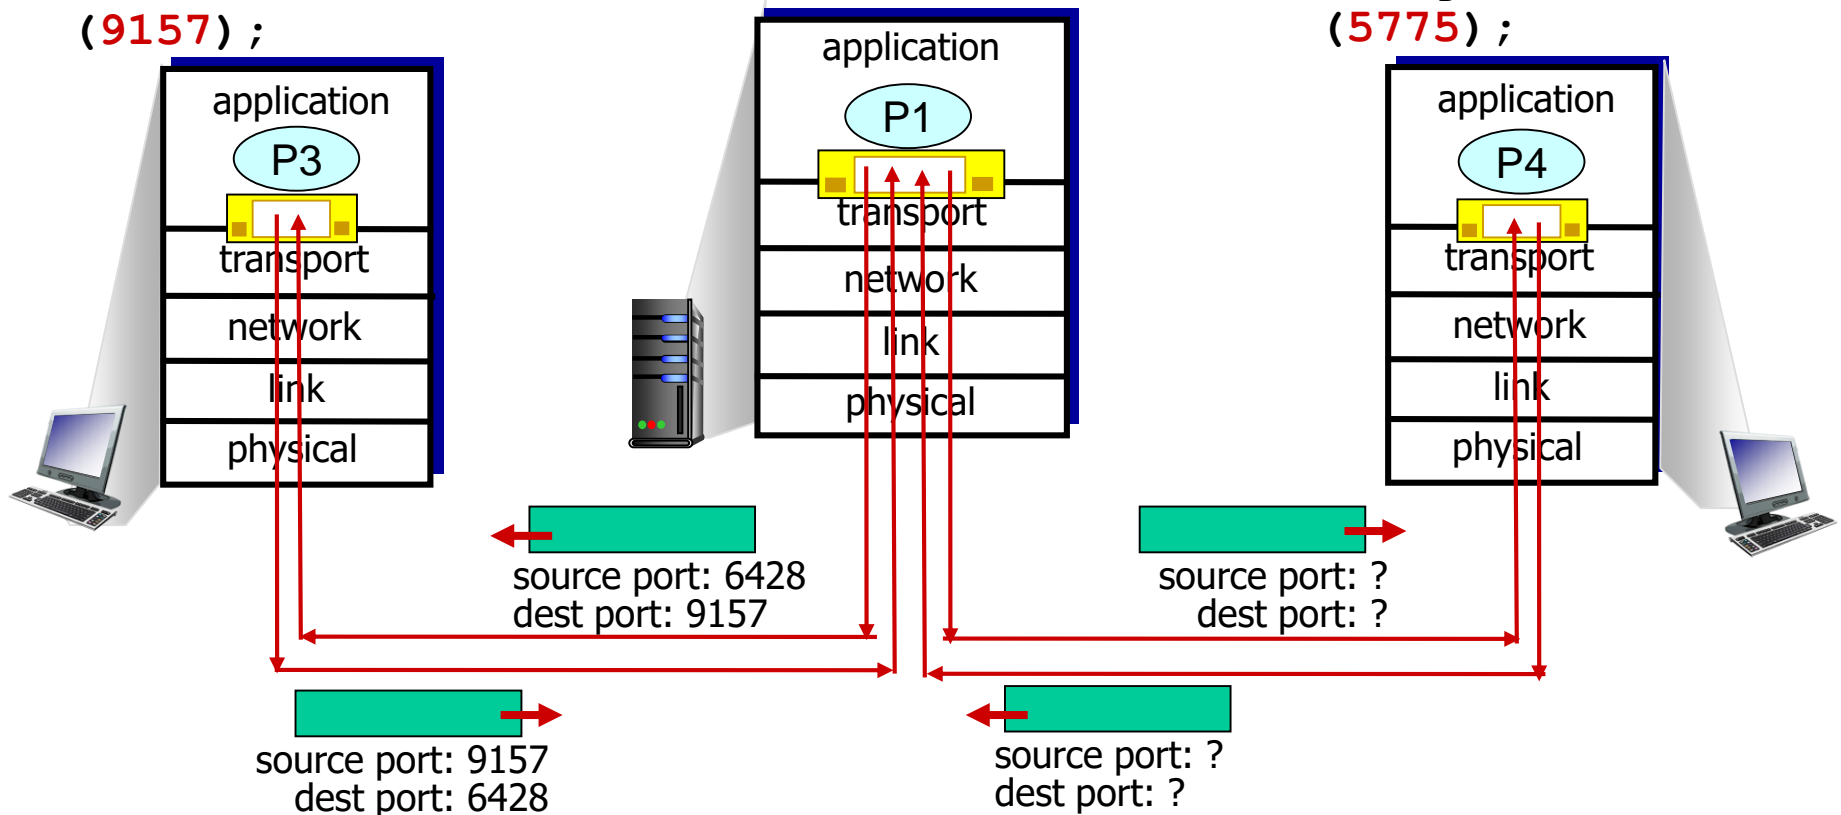 (9157);
application
P3
transport
network
link
physical
application
P1
transport
network
link
physical
(5775);
application
P4
transport
network
link
physical
source port: 6428
dest port: 9157
source port: ?
dest port: ?
source port: 9157
dest port: 6428
source port: ?
dest port: ?